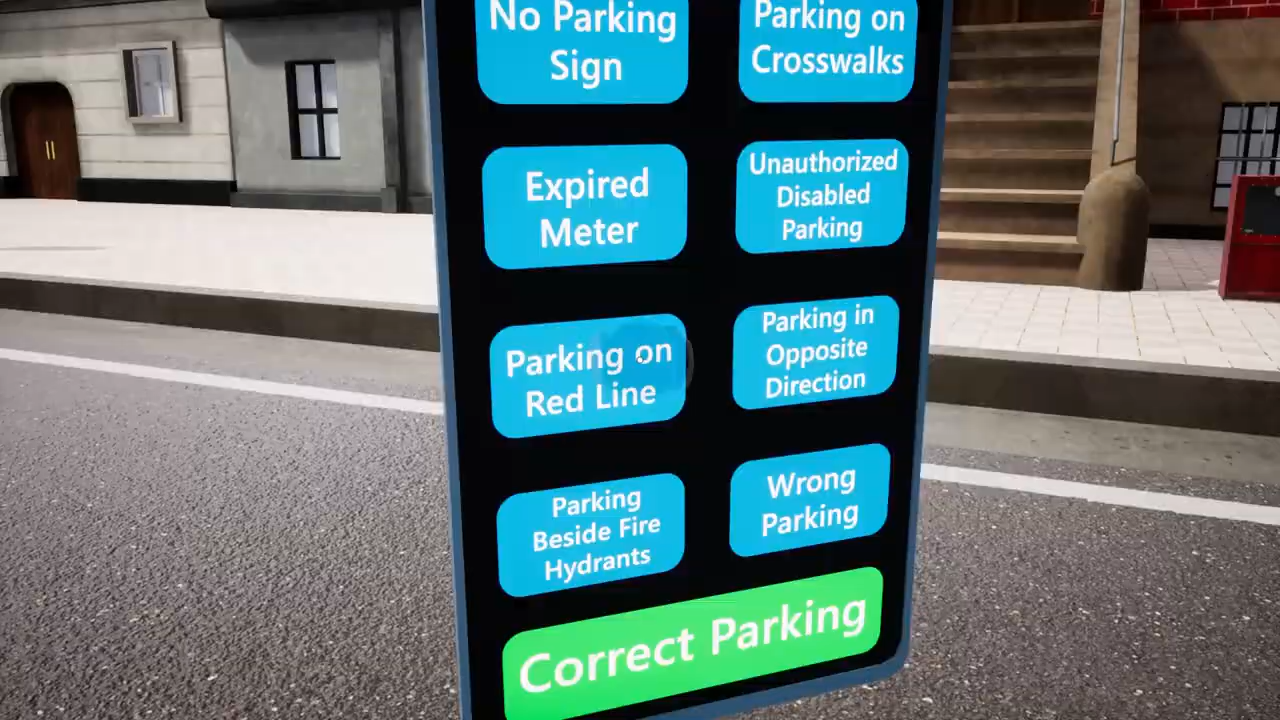 No Parking
Sign
Parking on
Crosswalks
Expired
Meter
Unauthorized
Disabled
Parking
Parking on
Red Line
Parking in
Opposite
Direction
Parking
Beside Fire
Hydrants
Wrong
Parking
Correct Parking